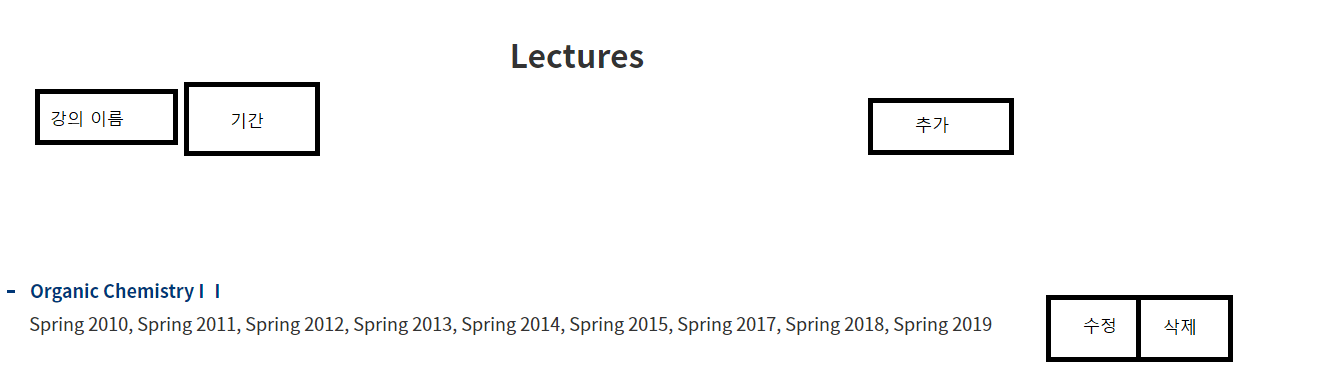 Lectures
강의 이름
기간
추가
- Organic Chemistry I I
Spring 2010, Spring 2011, Spring 2012, Spring 2013, Spring 2014, Spring 2015, Spring 2017, Spring 2018, Spring 2019
수정
삭제